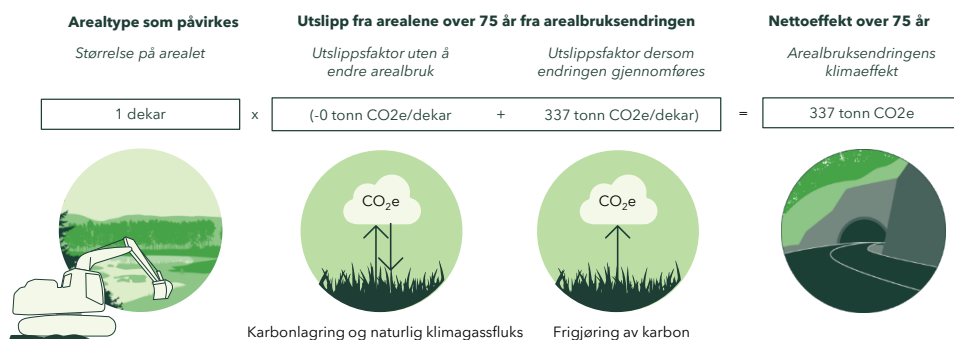 Arealtype som påvirkes
Utslipp fra arealene over 75 år fra arealbruksendringen
Nettoeffekt over 75 år
Størrelse på arealet
Utslippsfaktor uten å
endre arealbruk
Utslippsfaktor dersom
endringen gjennomføres
Arealbruksendringens
klimaeffekt
1 dekar
x
(-0 tonn CO2e/dekar
+
337 tonn CO2e/dekar)
=
337 tonn CO2e
CO₂e
CO₂e
Karbonlagring og naturlig klimagassfluks
Frigjøring av karbon